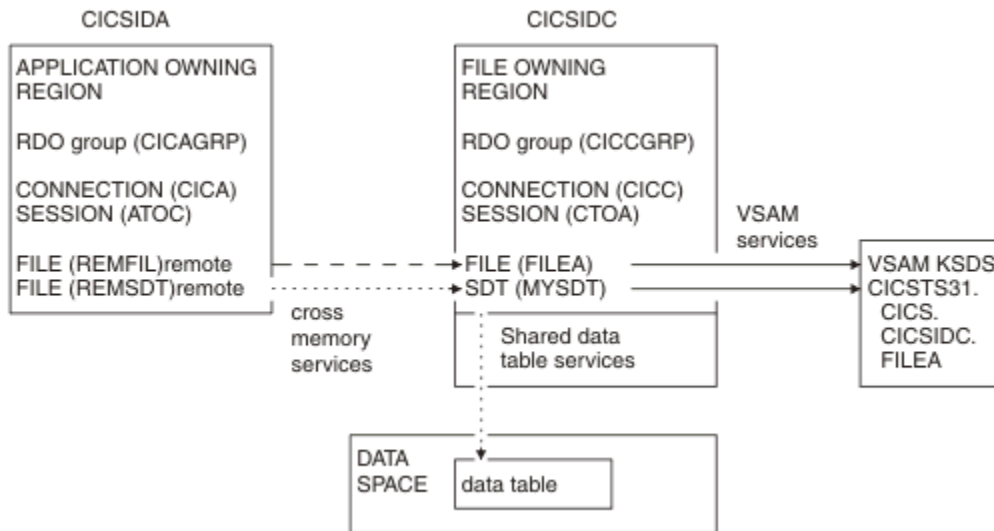 CICSIDA
APPLICATION OWNING
REGION
RDO group (CICAGRP)
CONNECTION (CICA)
SESSION (ATOC)
FILE (REMFIL)remote
FILE (REMSDT)remote
cross
memory
services
CICSIDC
FILE OWNING
REGION
RDO group (CICCGRP)
CONNECTION (CICC)
SESSION (CTOA)
FILE (FILEA)
SDT (MYSDT)
Shared data
table services
VSAM
services
VSAM KSDS
CICSTS31.
CICS.
CICSIDC.
FILEA
DATA
SPACE
data table